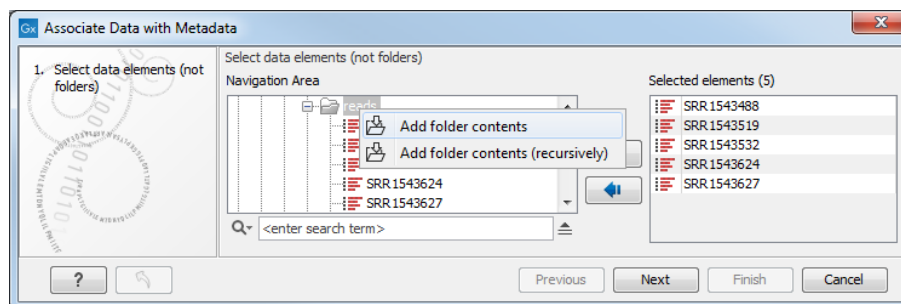 Gx Associate Data with Metadata
X
1. Select data elements (not
folders)
Select data elements (not folders)
Navigation Area
reads
Add folder contents
Add folder contents (recursively)
SRR1543624
SRR1543627
<enter search term>
Selected elements (5)
SRR1543488
SRR1543519
SRR1543532
SRR1543624
SRR1543627
?
Previous
Next
Finish
Cancel